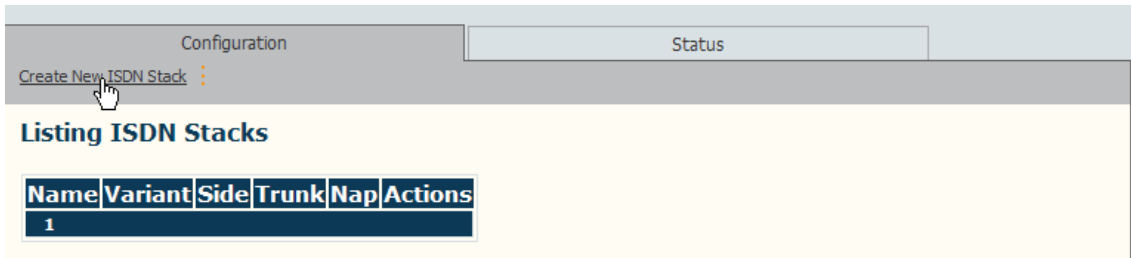 Configuration Status
Create New ISDN Stack
Listing ISDN Stacks
Name Variant Side Trunk Nap Actions
1